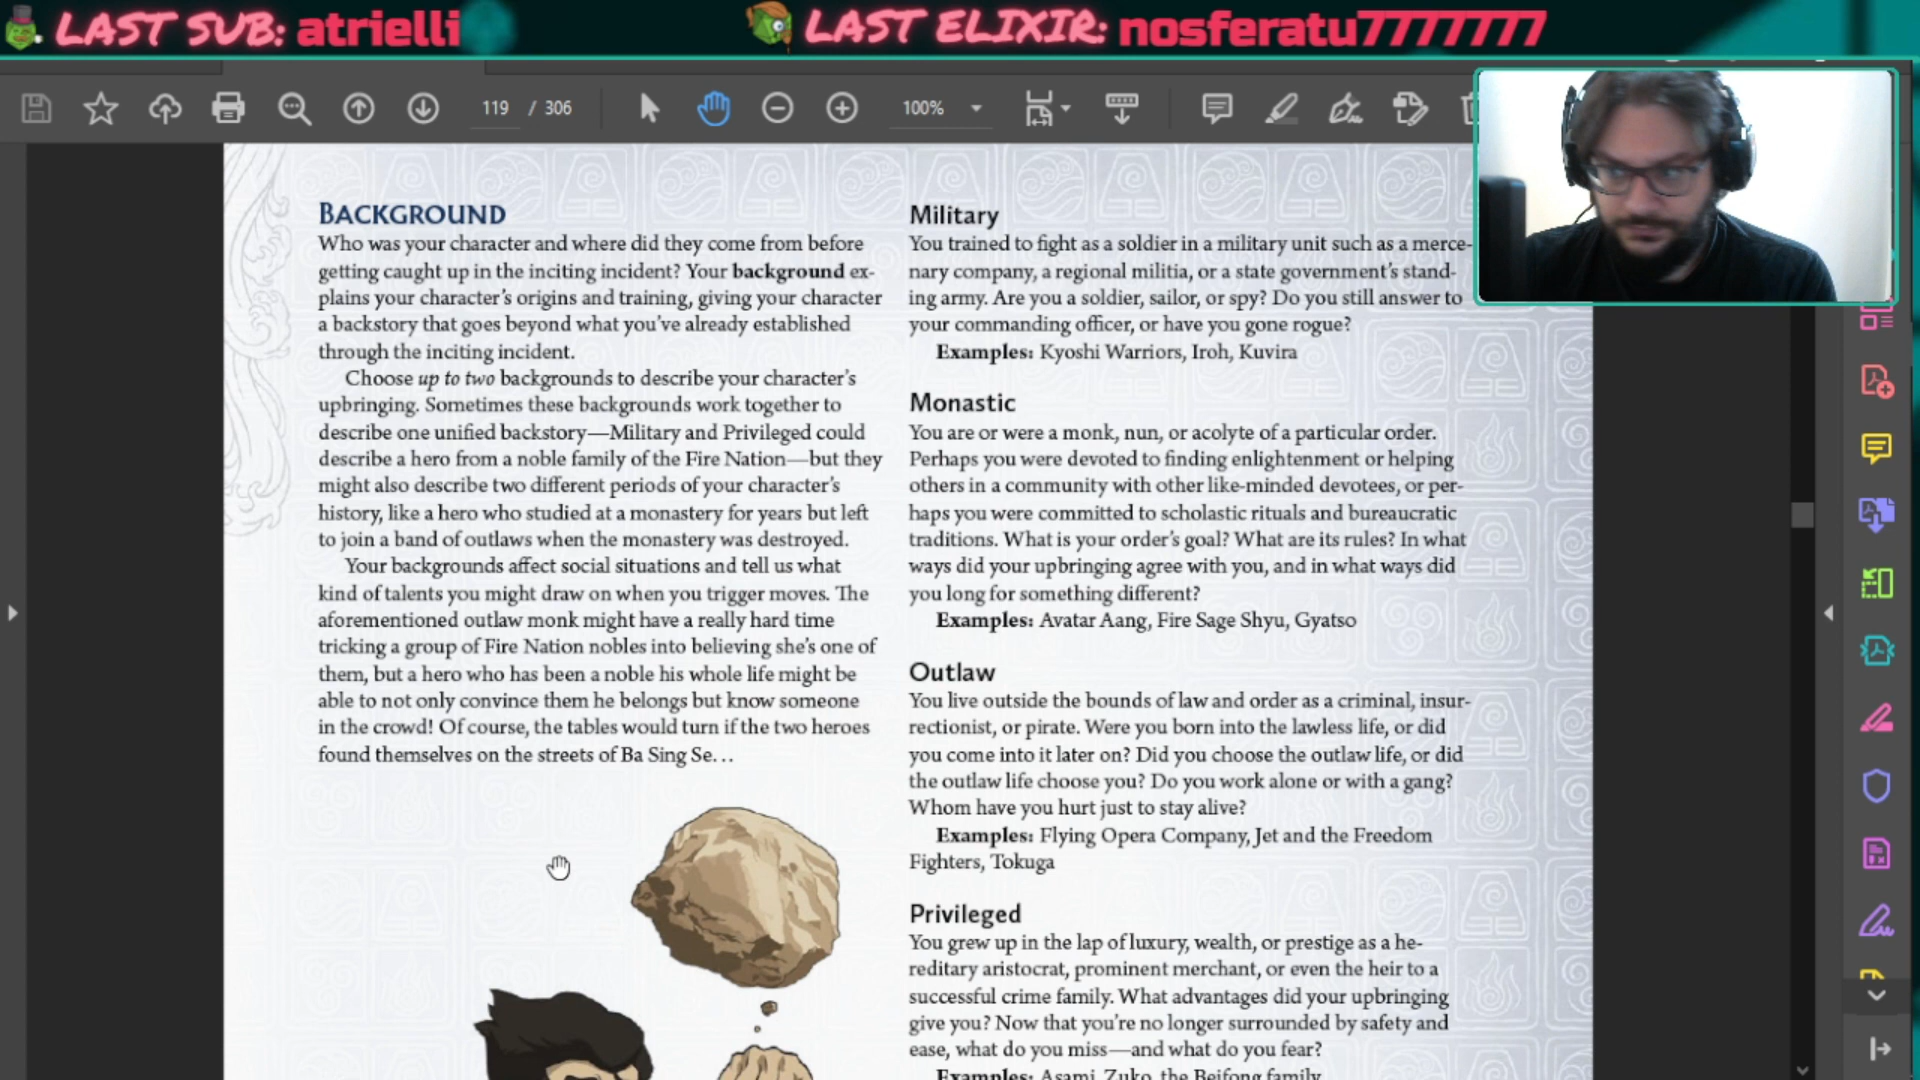 LAST SUB: atrielli
LAST ELIXIR: nosferatu7777777
119 / 306
100%
BACKGROUND
Who was your character and where did they come from before
getting caught up in the inciting incident? Your background ex-
plains your character's origins and training, giving your character
a backstory that goes beyond what you've already established
through the inciting incident.
Choose up to two backgrounds to describe your character's
upbringing. Sometimes these backgrounds work together to
describe one unified backstory—Military and Privileged could
describe a hero from a noble family of the Fire Nation—but they
might also describe two different periods of your character's
history, like a hero who studied at a monastery for years but left
to join a band of outlaws when the monastery was destroyed.
Your backgrounds affect social situations and tell us what
kind of talents you might draw on when you trigger moves. The
aforementioned outlaw monk might have a really hard time
tricking a group of Fire Nation nobles into believing she's one of
them, but a hero who has been a noble his whole life might be
able to not only convince them he belongs but know someone
in the crowd! Of course, the tables would turn if the two heroes
found themselves on the streets of Ba Sing Se…
Military
You trained to fight as a soldier in a military unit such as a merce-
nary company, a regional militia, or a state government's stand-
ing army. Are you a soldier, sailor, or spy? Do you still answer to
your commanding officer, or have you gone rogue?
Examples: Kyoshi Warriors, Iroh, Kuvira
Monastic
You are or were a monk, nun, or acolyte of a particular order.
Perhaps you were devoted to finding enlightenment or helping
others in a community with other like-minded devotees, or per-
haps you were committed to scholastic rituals and bureaucratic
traditions. What is your order's goal? What are its rules? In what
ways did your upbringing agree with you, and in what ways did
you long for something different?
Examples: Avatar Aang, Fire Sage Shyu, Gyatso
Outlaw
You live outside the bounds of law and order as a criminal, insur-
rectionist, or pirate. Were you born into the lawless life, or did
you come into it later on? Did you choose the outlaw life, or did
the outlaw life choose you? Do you work alone or with a gang?
Whom have you hurt just to stay alive?
Examples: Flying Opera Company, Jet and the Freedom
Fighters, Tokuga
Privileged
You grew up in the lap of luxury, wealth, or prestige as a he-
reditary aristocrat, prominent merchant, or even the heir to a
successful crime family. What advantages did your upbringing
give you? Now that you're no longer surrounded by safety and
ease, what do you miss—and what do you fear?
Examples: Asami, Zuko, the Beifong family